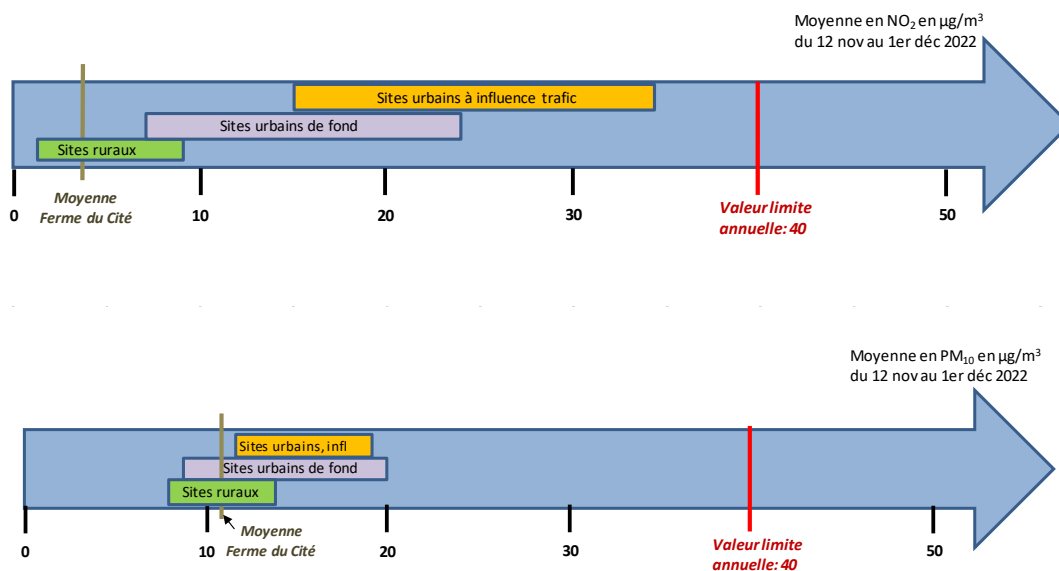 Moyenne en NO₂ en µg/m³
du 12 nov au 1er déc 2022
Sites urbains à influence trafic
Sites urbains de fond
Sites ruraux
0
Moyenne
Ferme du Cité
10
20
30
Valeur limite
annuelle: 40
50
Moyenne en PM₁₀ en µg/m³
du 12 nov au 1er déc 2022
Sites urbains, infl
Sites urbains de fond
Sites ruraux
0
10
Moyenne
Ferme du Cité
20
30
Valeur limite
annuelle: 40
50